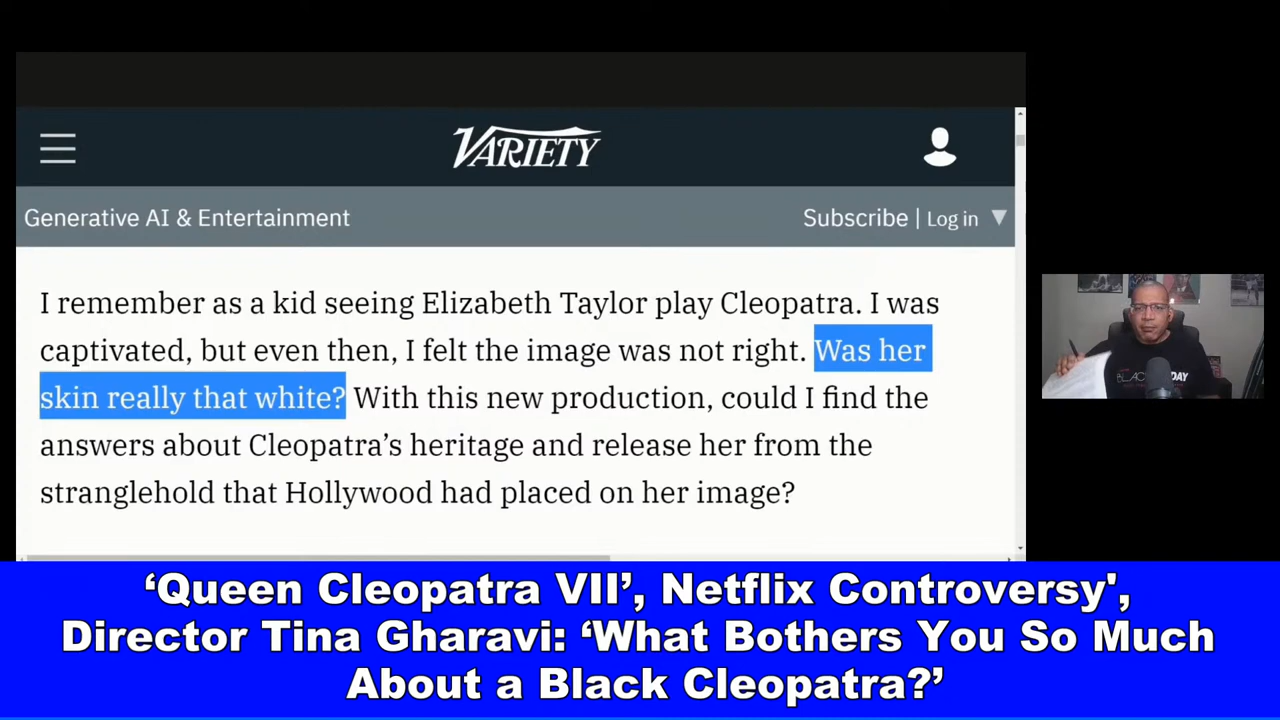 VARIETY
Generative AI & Entertainment
Subscribe | Log in
I remember as a kid seeing Elizabeth Taylor play Cleopatra. I was
captivated, but even then, I felt the image was not right. Was her
skin really that white? With this new production, could I find the
answers about Cleopatra’s heritage and release her from the
stranglehold that Hollywood had placed on her image?
‘Queen Cleopatra VII’, Netflix Controversy',
Director Tina Gharavi: ‘What Bothers You So Much
About a Black Cleopatra?’